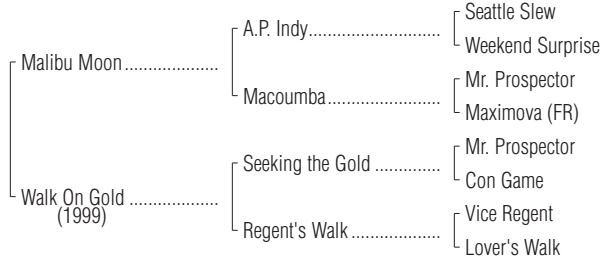 Seattle Slew
A.P. Indy..............................
Weekend Surprise
Malibu Moon.....................
Mr. Prospector
Macoumba..........................
Maximova (FR)
Mr. Prospector
Seeking the Gold ...............
Con Game
Walk On Gold ....................
(1999)
Vice Regent
Regent's Walk ....................
Lover's Walk